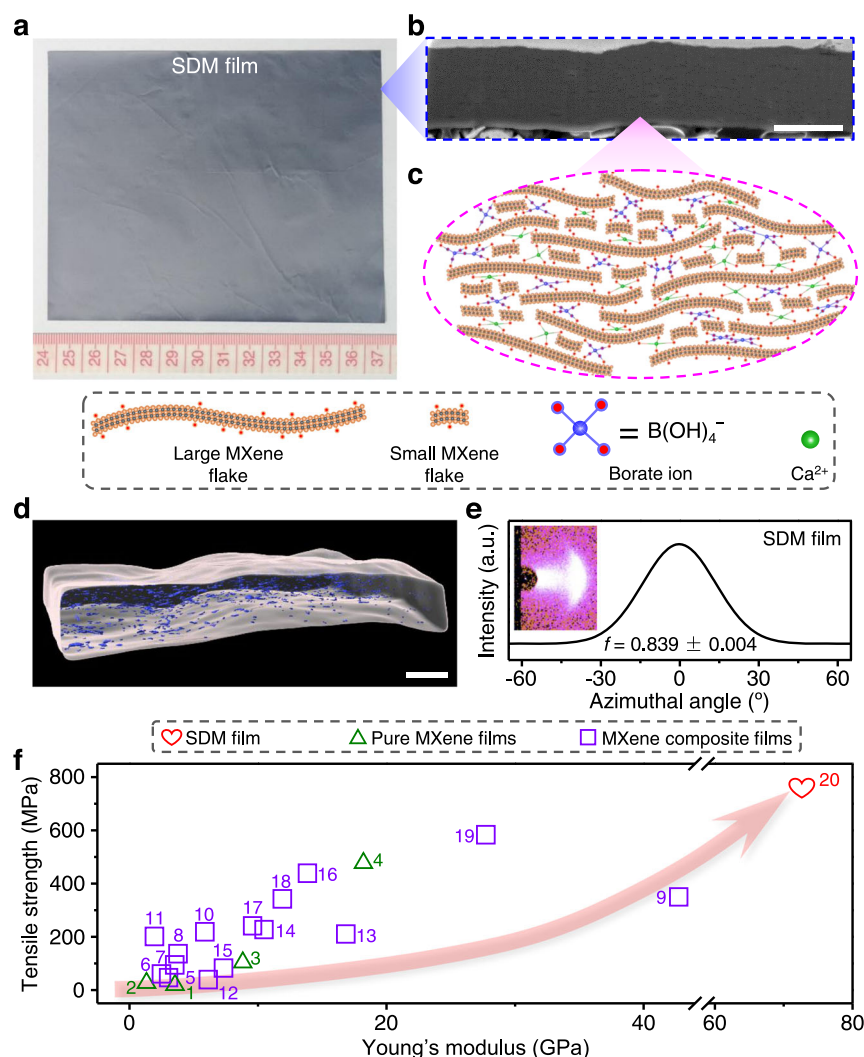 a
SDM film
24 25 26 27 28 29 30 31 32 33 34 35 36 37
b
c
Large MXene
flake
Small MXene
flake
= B(OH)₄⁻
Borate ion
Ca²⁺
d
e
Intensity (a.u.)
SDM film
f = 0.839 ± 0.004
-60 -30 0 30 60
Azimuthal angle (°)
SDM film
Pure MXene films
MXene composite films
f
Tensile strength (MPa)
800
600
400
200
0
20
19
4
16
18
9
11
10
17
14
13
8
7
6
15
3
2
1
5
12
0 20 40 60 80
Young's modulus (GPa)